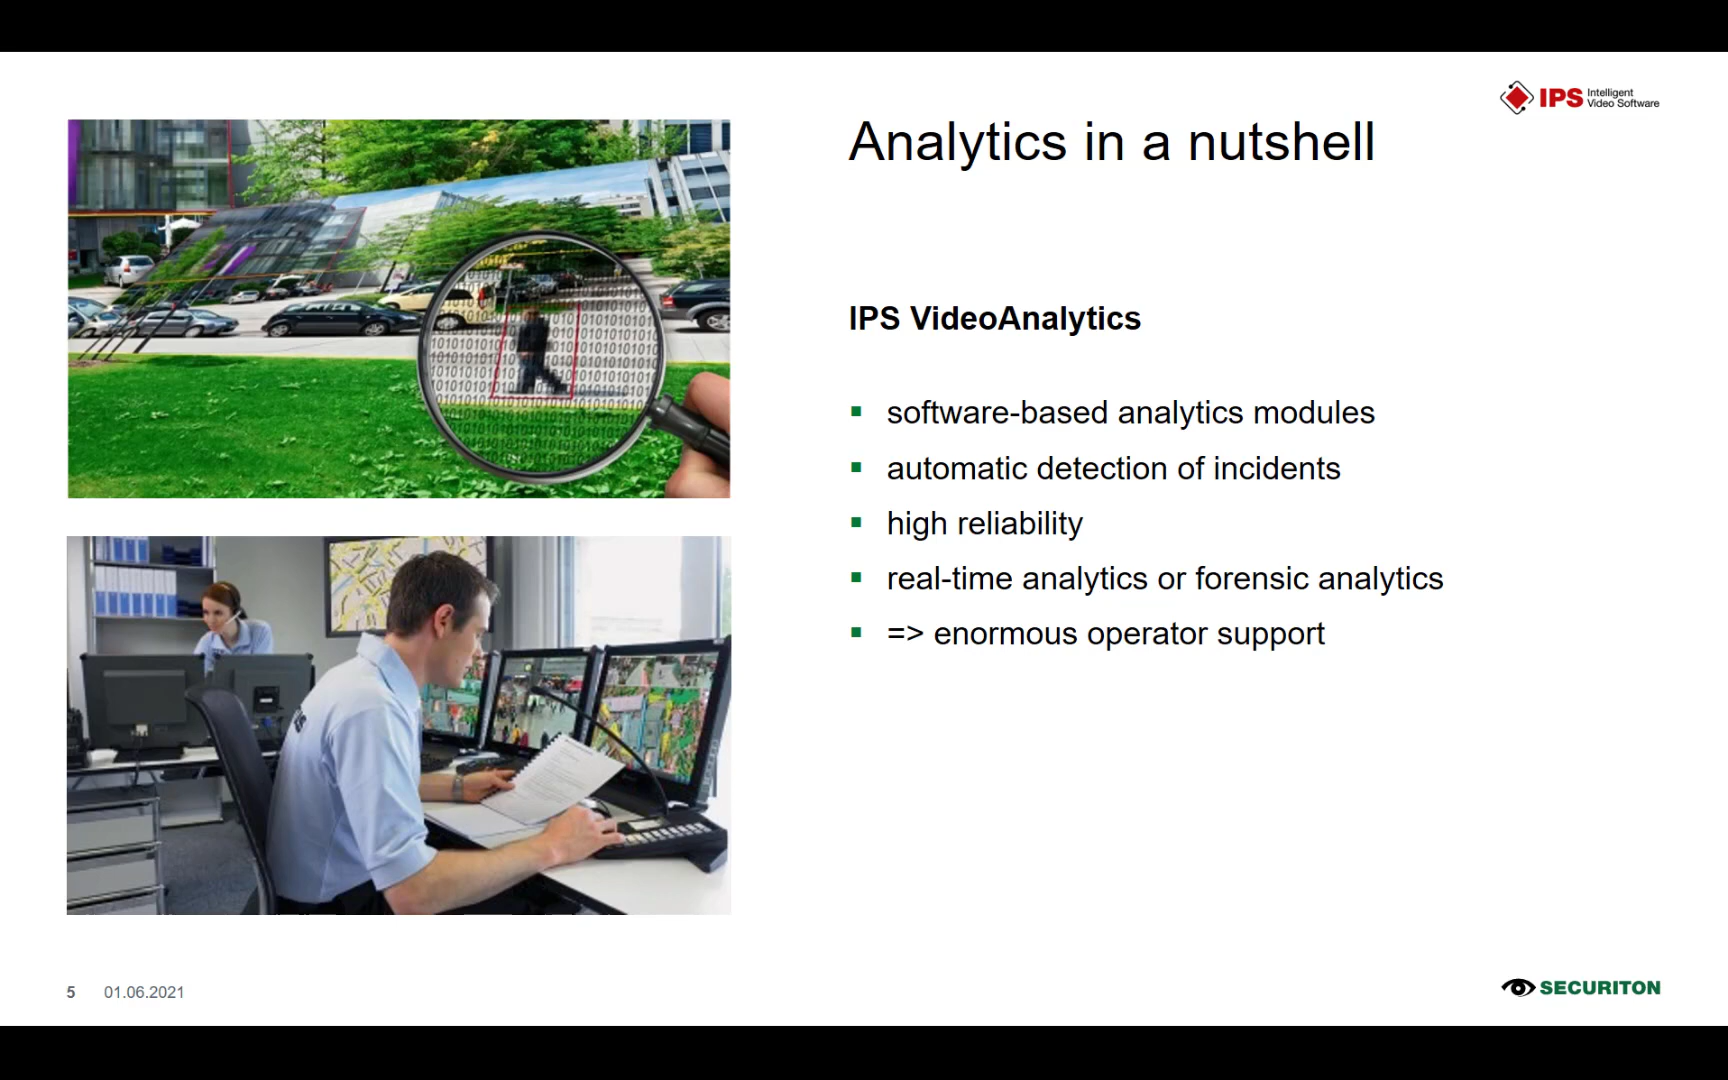 IPS Intelligent
Video Software
Analytics in a nutshell
IPS VideoAnalytics
software-based analytics modules
automatic detection of incidents
high reliability
real-time analytics or forensic analytics
=> enormous operator support
5 01.06.2021
SECURITON